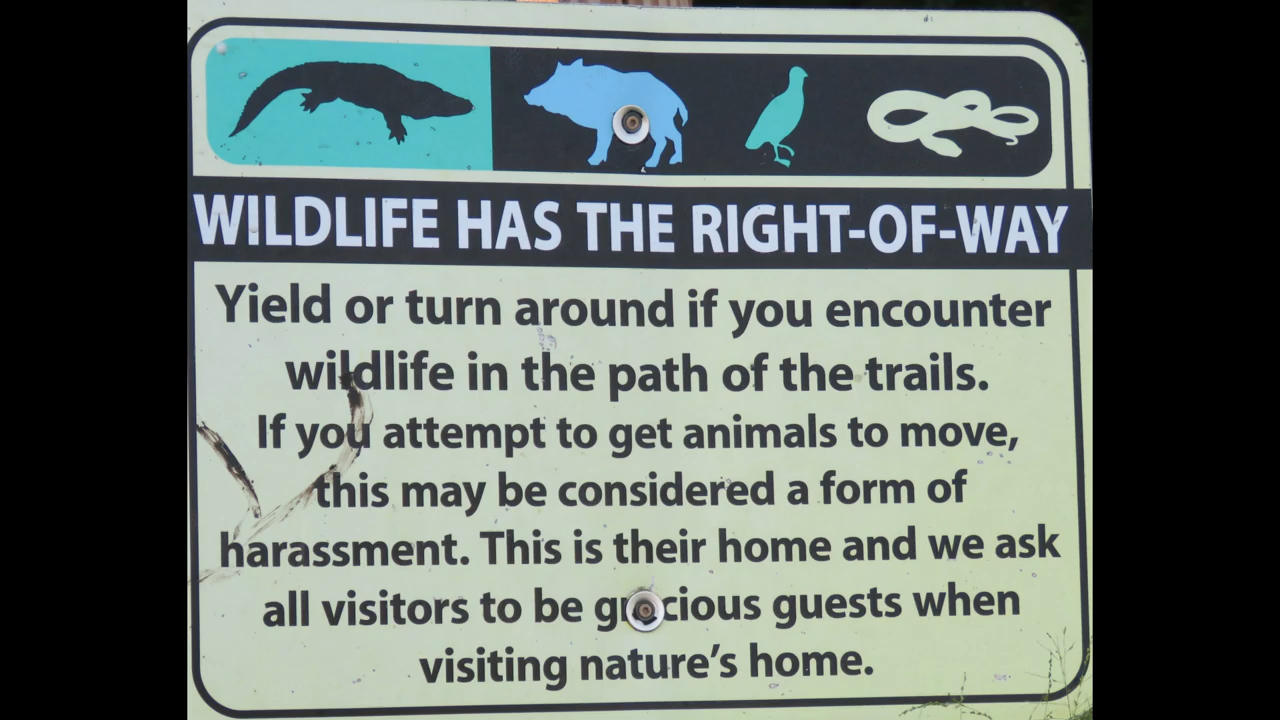 WILDLIFE HAS THE RIGHT-OF-WAY
Yield or turn around if you encounter
wildlife in the path of the trails.
If you attempt to get animals to move,
this may be considered a form of
harassment. This is their home and we ask
all visitors to be gracious guests when
visiting nature's home.